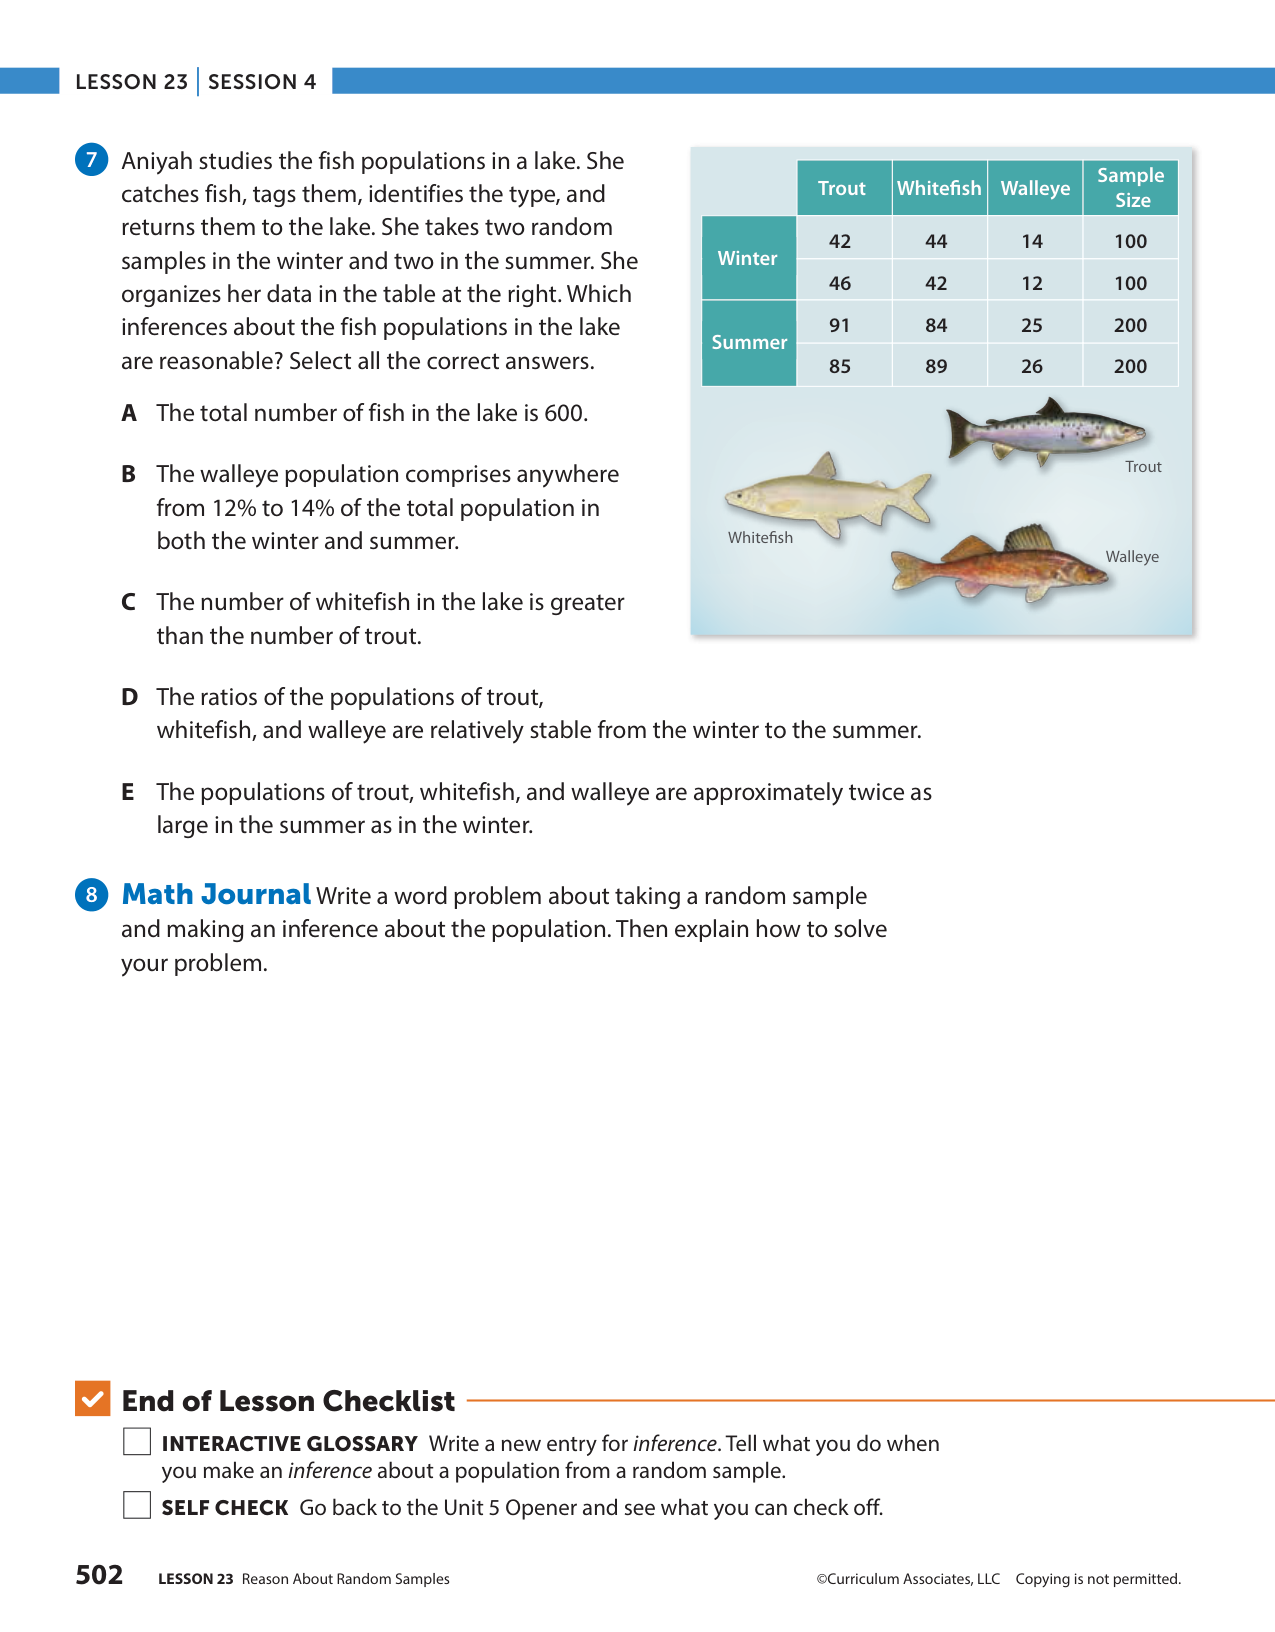 LESSON 23 | SESSION 4
7 Aniyah studies the fish populations in a lake. She
catches fish, tags them, identifies the type, and
returns them to the lake. She takes two random
samples in the winter and two in the summer. She
organizes her data in the table at the right. Which
inferences about the fish populations in the lake
are reasonable? Select all the correct answers.
A The total number of fish in the lake is 600.
B The walleye population comprises anywhere
from 12% to 14% of the total population in
both the winter and summer.
C The number of whitefish in the lake is greater
than the number of trout.
D The ratios of the populations of trout,
whitefish, and walleye are relatively stable from the winter to the summer.
E The populations of trout, whitefish, and walleye are approximately twice as
large in the summer as in the winter.
Trout Whitefish Walleye Sample
Size
Winter
42 44 14 100
46 42 12 100
Summer
91 84 25 200
85 89 26 200
Trout
Whitefish
Walleye
8 Math Journal Write a word problem about taking a random sample
and making an inference about the population. Then explain how to solve
your problem.
End of Lesson Checklist
INTERACTIVE GLOSSARY Write a new entry for inference. Tell what you do when
you make an inference about a population from a random sample.
SELF CHECK Go back to the Unit 5 Opener and see what you can check off.
502 LESSON 23 Reason About Random Samples ©Curriculum Associates, LLC Copying is not permitted.